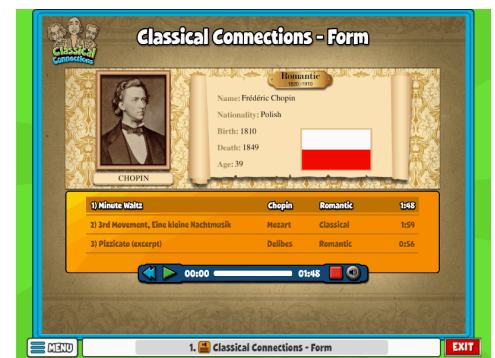 Classical Connections - Form
Classical
Connections
Romantic
1820-1910
Name: Frédéric Chopin
Nationality: Polish
Birth: 1810
Death: 1849
Age: 39
CHOPIN
1) Minute Waltz Chopin Romantic 1:48
2) 3rd Movement, Eine kleine Nachtmusik Mozart Classical 1:59
3) Pizzicato (excerpt) Delibes Romantic 0:56
00:00 01:48
MENU 1. Classical Connections - Form EXIT